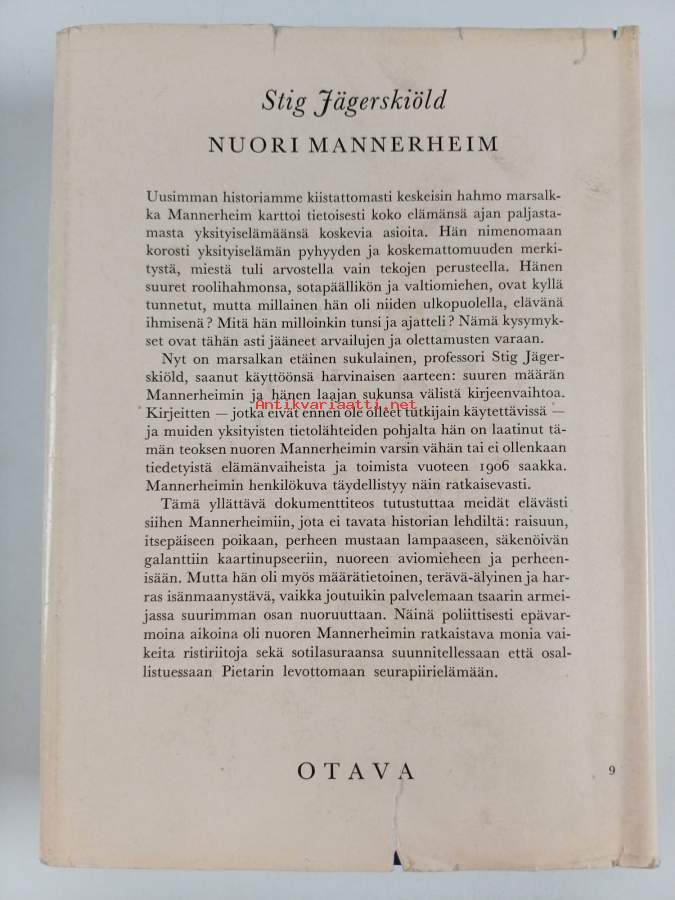 Stig Jägerskiöld
NUORI MANNERHEIM
Uusimman historiamme kiistattomasti keskeisin hahmo marsalk-
ka Mannerheim karttoi tietoisesti koko elämänsä ajan paljasta-
masta yksityiselämäänsä koskevia asioita. Hän nimenomaan
korosti yksityiselämän pyhyyden ja koskemattomuuden merki-
tystä, miestä tuli arvostella vain tekojen perusteella. Hänen
suuret roolihahmonsa, sotapäällikön ja valtiomiehen, ovat kyllä
tunnetut, mutta millainen hän oli niiden ulkopuolella, elävänä
ihmisenä? Mitä hän milloinkin tunsi ja ajatteli? Nämä kysymyk-
set ovat tähän asti jääneet arvailujen ja olettamusten varaan.
Nyt on marsalkan etäinen sukulainen, professori Stig Jäger-
skiöld, saanut käyttöönsä harvinaisen aarteen: suuren määrän
Mannerheimin ja hänen laajan sukunsa välistä kirjeenvaihtoa.
Antikvariaatti.net
Kirjeitten — jotka eivät ennen ole olleet tutkijain käytettävissä —
ja muiden yksityisten tietolähteiden pohjalta hän on laatinut tä-
män teoksen nuoren Mannerheimin varsin vähän tai ei ollenkaan
tiedetyistä elämänvaiheista ja toimista vuoteen 1906 saakka.
Mannerheimin henkilökuva täydellistyy näin ratkaisevasti.
Tämä yllättävä dokumenttiteos tutustuttaa meidät elävästi
siihen Mannerheimiin, jota ei tavata historian lehdiltä: raisuun,
itsepäiseen poikaan, perheen mustaan lampaaseen, säkenöivän
galanttiin kaartinupseeriin, nuoreen aviomieheen ja perheen-
isään. Mutta hän oli myös määrätietoinen, terävä-älyinen ja har-
ras isänmaanystävä, vaikka joutuikin palvelemaan tsaarin armei-
jassa suurimman osan nuoruuttaan. Näinä poliittisesti epävar-
moina aikoina oli nuoren Mannerheimin ratkaistava monia vai-
keita ristiriitoja sekä sotilasuraansa suunnitellessaan että osal-
listuessaan Pietarin levottomaan seurapiirielämään.
OTAVA
9